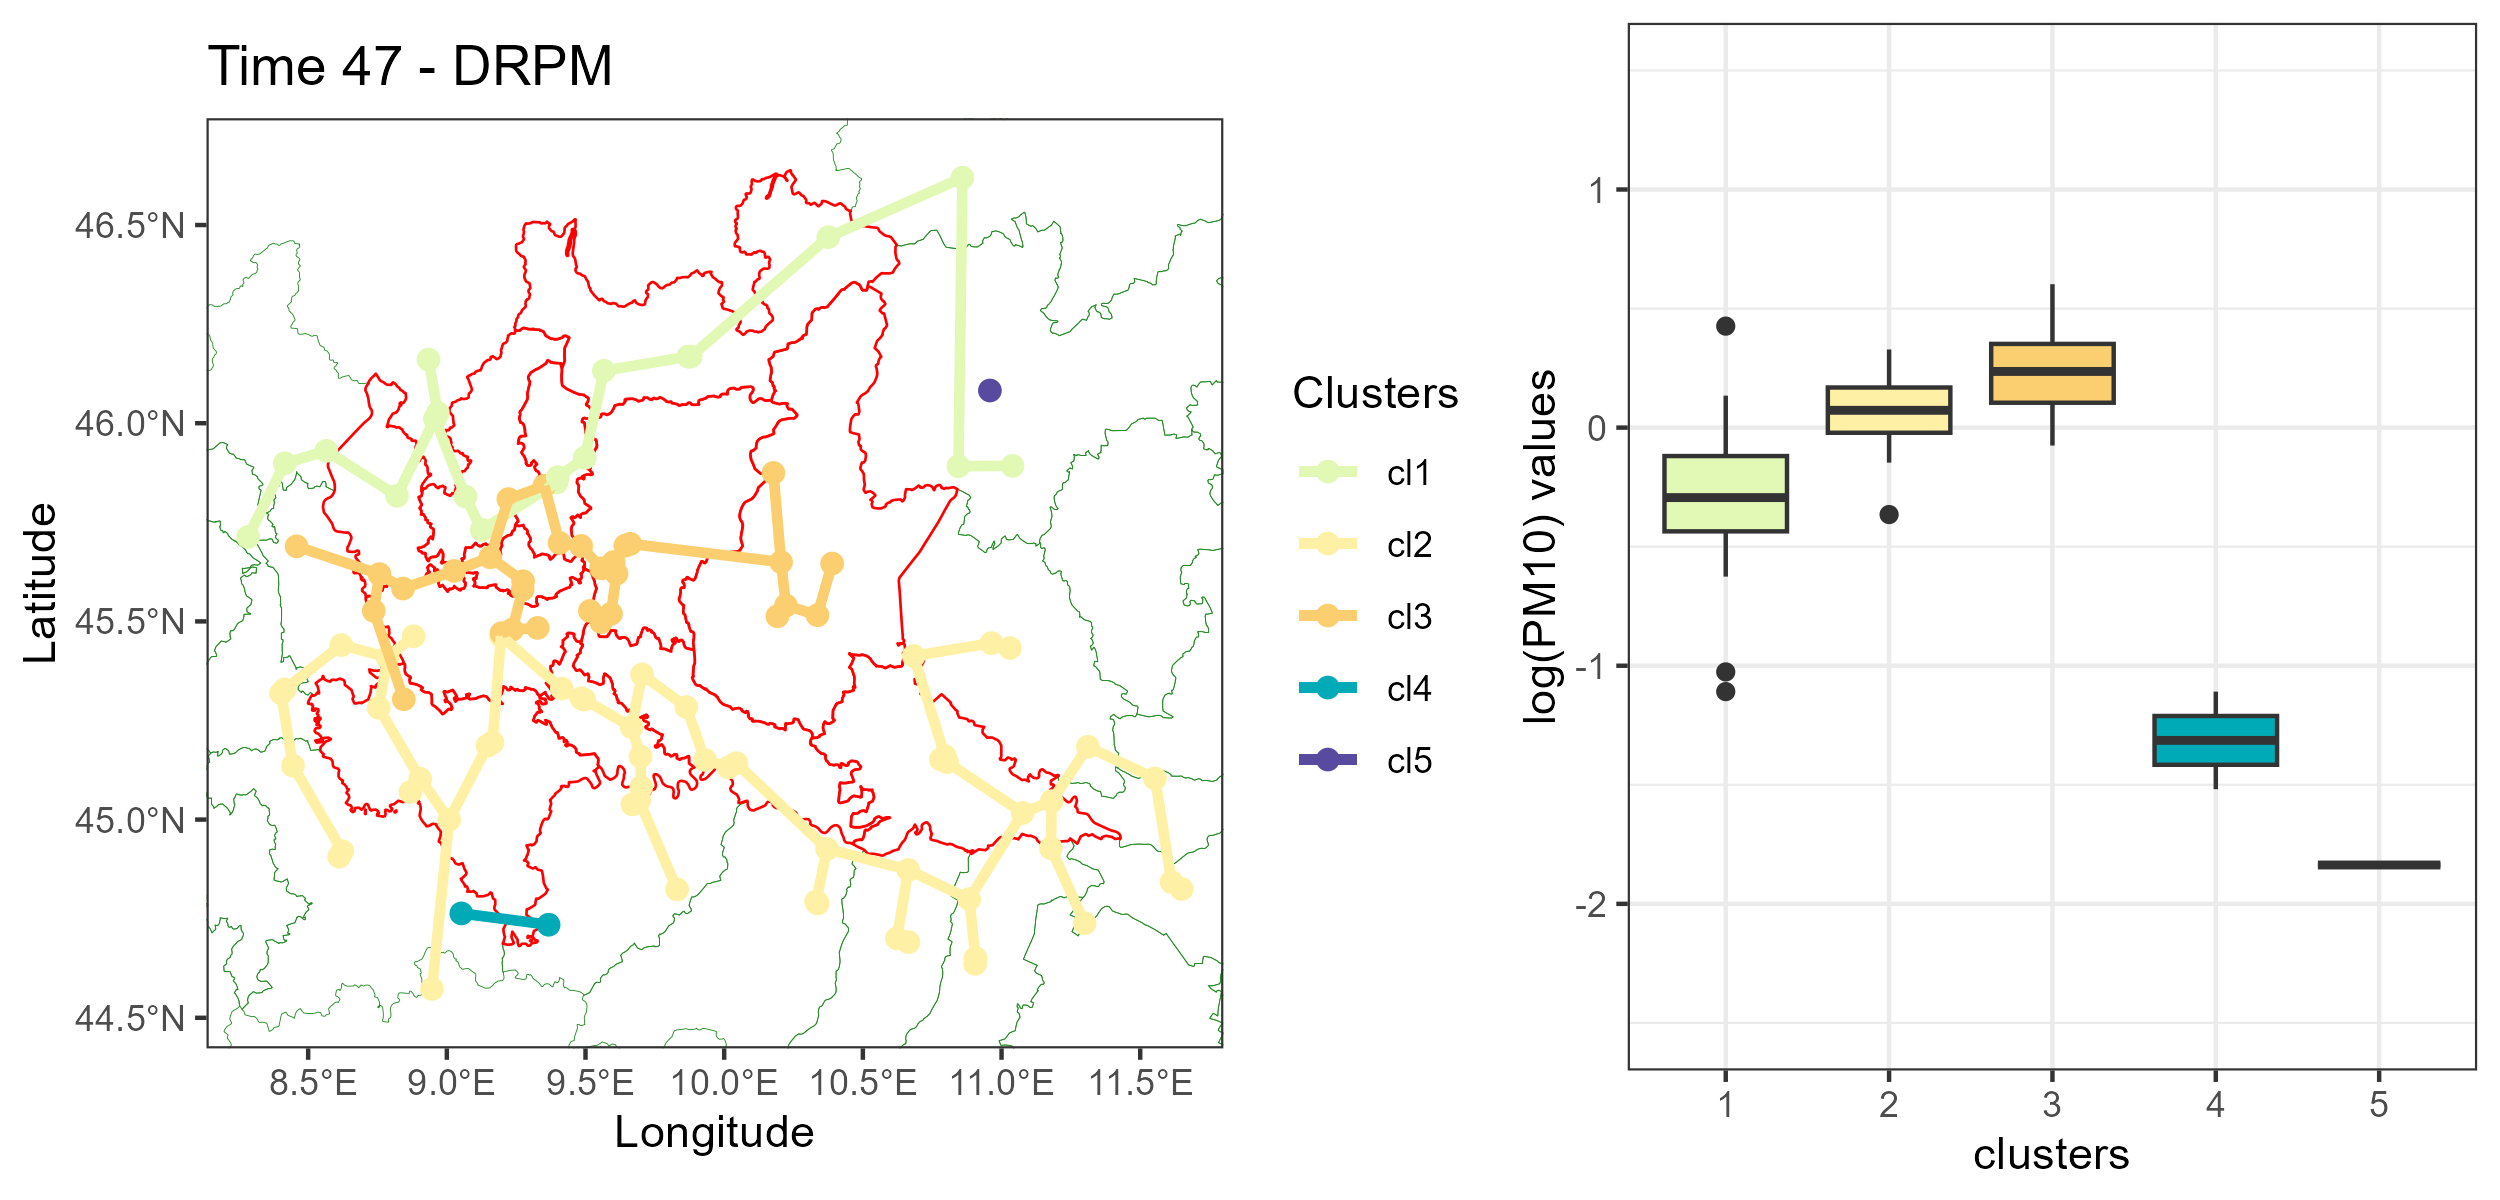 Time 47 - DRPM
46.5°N
46.0°N
45.5°N
45.0°N
44.5°N
Latitude
8.5°E 9.0°E 9.5°E 10.0°E 10.5°E 11.0°E 11.5°E
Longitude
Clusters
cl1
cl2
cl3
cl4
cl5
log(PM10) values
1
0
-1
-2
1 2 3 4 5
clusters